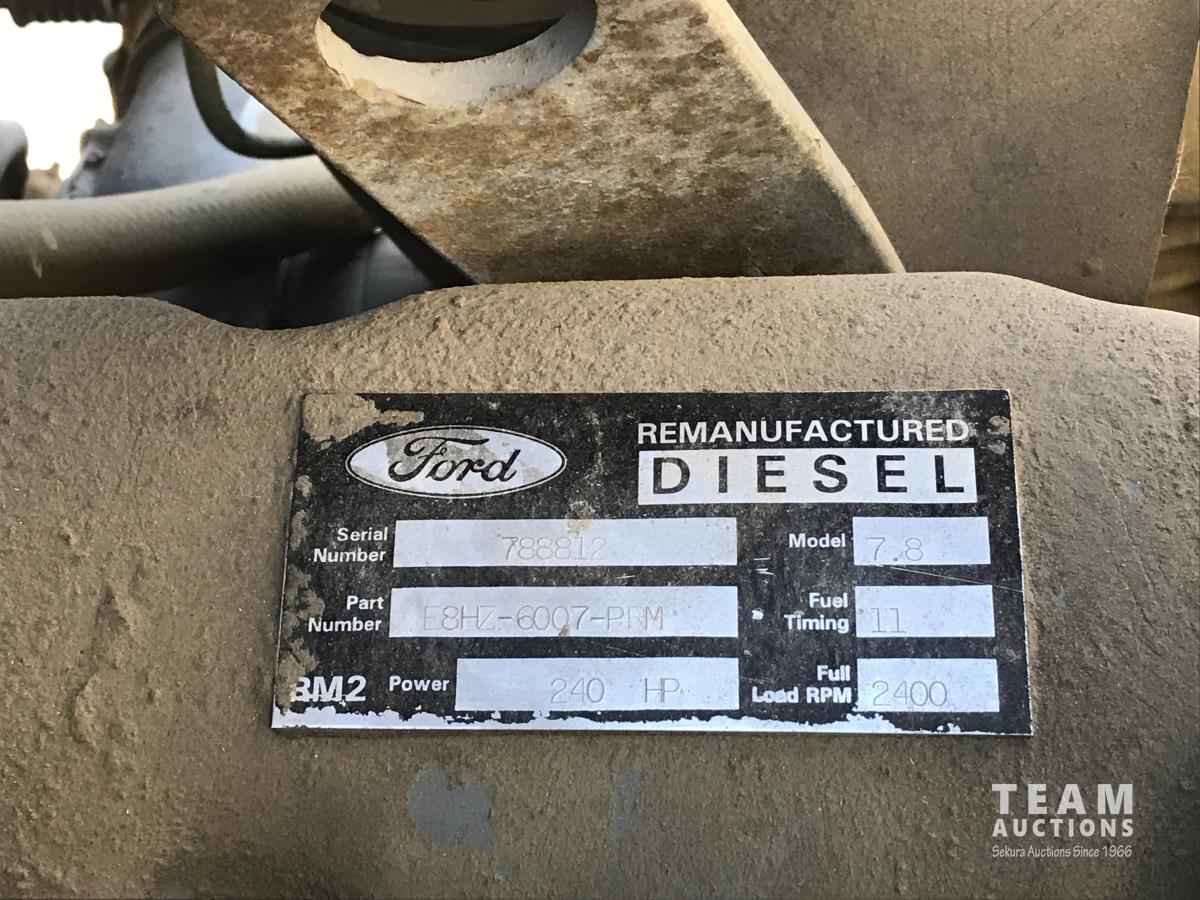 Ford
REMANUFACTURED
DIESEL
Serial Number 788812
Model 7.8
Part Number E8HZ-6007-PRM
Fuel Timing 11
BM2 Power 240 HP
Full Load RPM 2400
TEAM
AUCTIONS
Sekura Auctions Since 1966